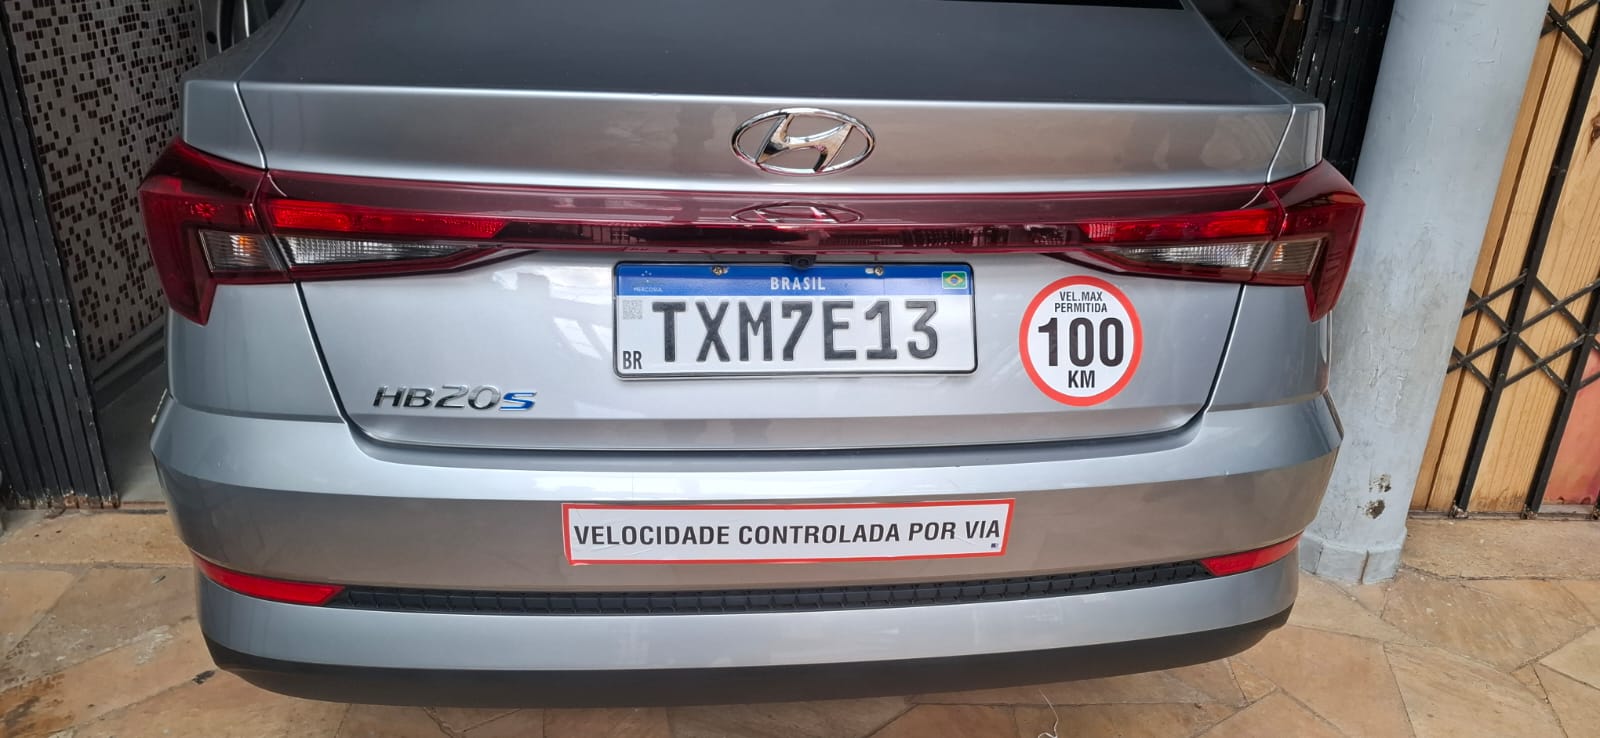 MERCOSUL
BRASIL
TXM7E13
BR
VEL.MAX
PERMITIDA
100
KM
HB20S
VELOCIDADE CONTROLADA POR VIA